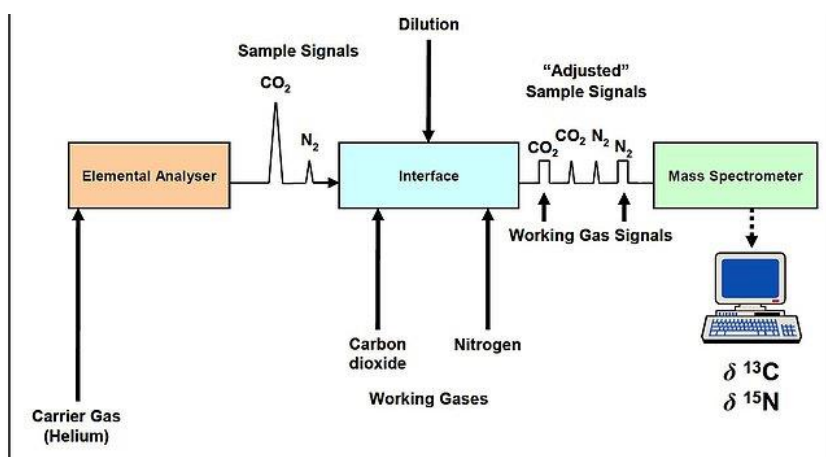 Dilution
Sample Signals
"Adjusted"
Sample Signals
CO₂
N₂
CO₂
CO₂
N₂
N₂
Elemental Analyser
Interface
Mass Spectrometer
Working Gas Signals
Carbon
dioxide
Nitrogen
δ ¹³C
δ ¹⁵N
Working Gases
Carrier Gas
(Helium)